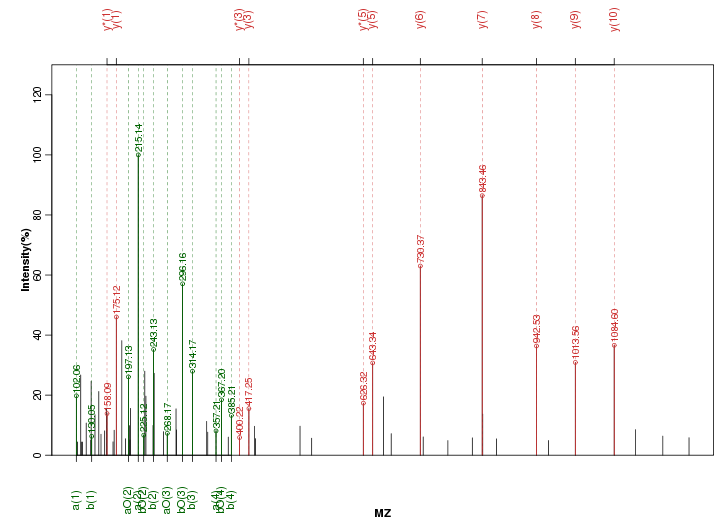 y*(1) y(1) y*(3) y(3) y*(5) y(5) y(6) y(7) y(8) y(9) y(10)
Intensity(%)
120
100
80
60
40
20
0
102.06 130.05 158.09 175.12 197.13 215.14 225.12 243.13 268.17 296.16 314.17 357.21 367.20 385.21 400.22 417.25 626.32 643.34 730.37 843.46 942.53 1013.56 1084.60
a(1) b(1) aO(2) a(2) bO(2) b(2) aO(3) bO(3) b(3) a(4) bO(4) b(4)
MZ